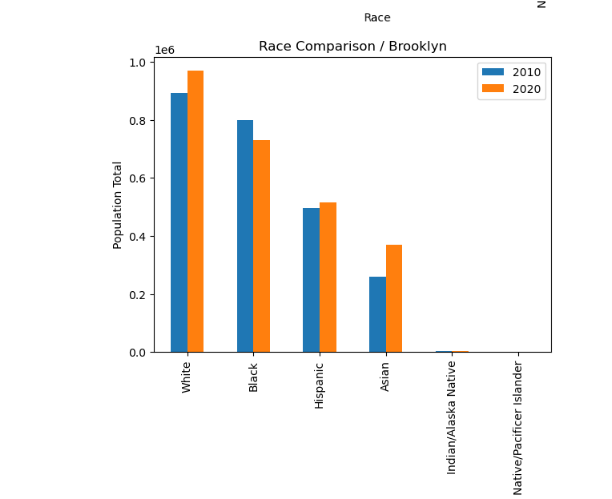 N
Race
Race Comparison / Brooklyn
1e6
1.0
0.8
0.6
0.4
0.2
0.0
Population Total
2010
2020
White
Black
Hispanic
Asian
Indian/Alaska Native
Native/Pacificer Islander